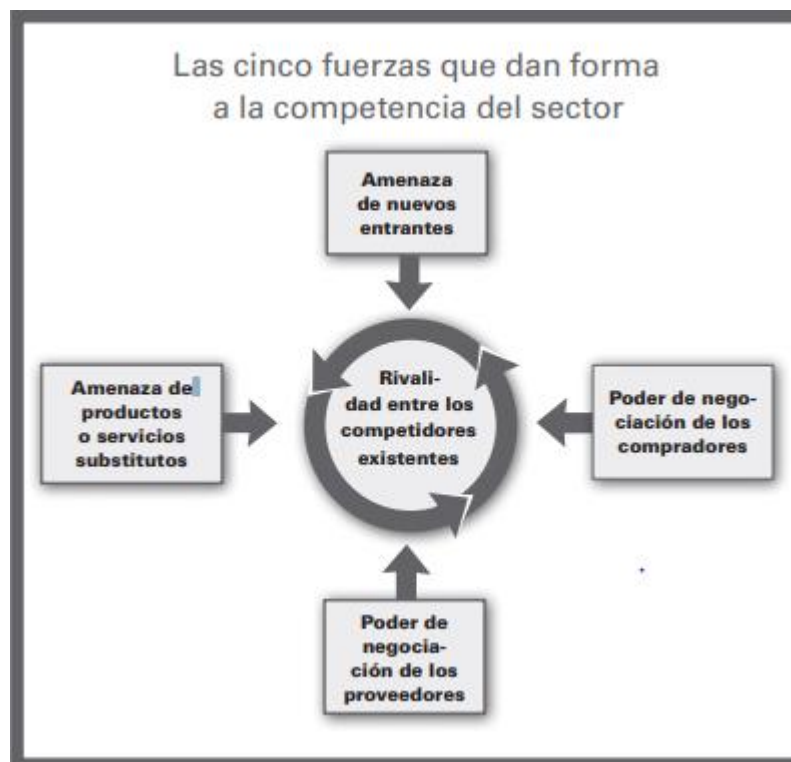 Las cinco fuerzas que dan forma
a la competencia del sector
Amenaza
de nuevos
entrantes
Amenaza de
productos
o servicios
substitutos
Rivali-
dad entre los
competidores
existentes
Poder de nego-
ciación de los
compradores
Poder de
negocia-
ción de los
proveedores